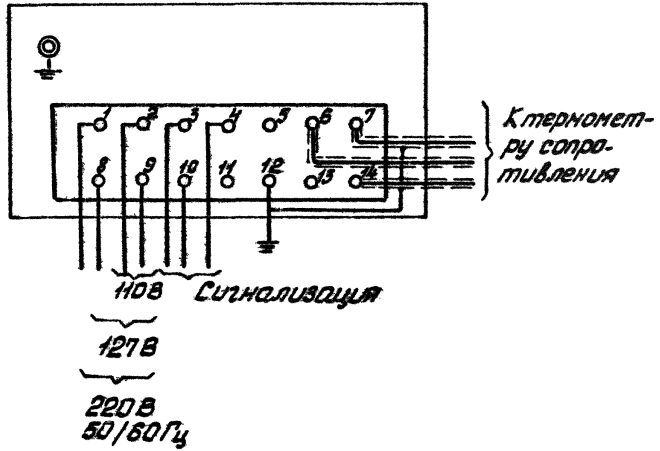 1 2 3 4 5 6 7
8 9 10 11 12 13 14
К термомет-
ру сопро-
тивления
110 В Сигнализация
127 В
220 В
50/60 Гц